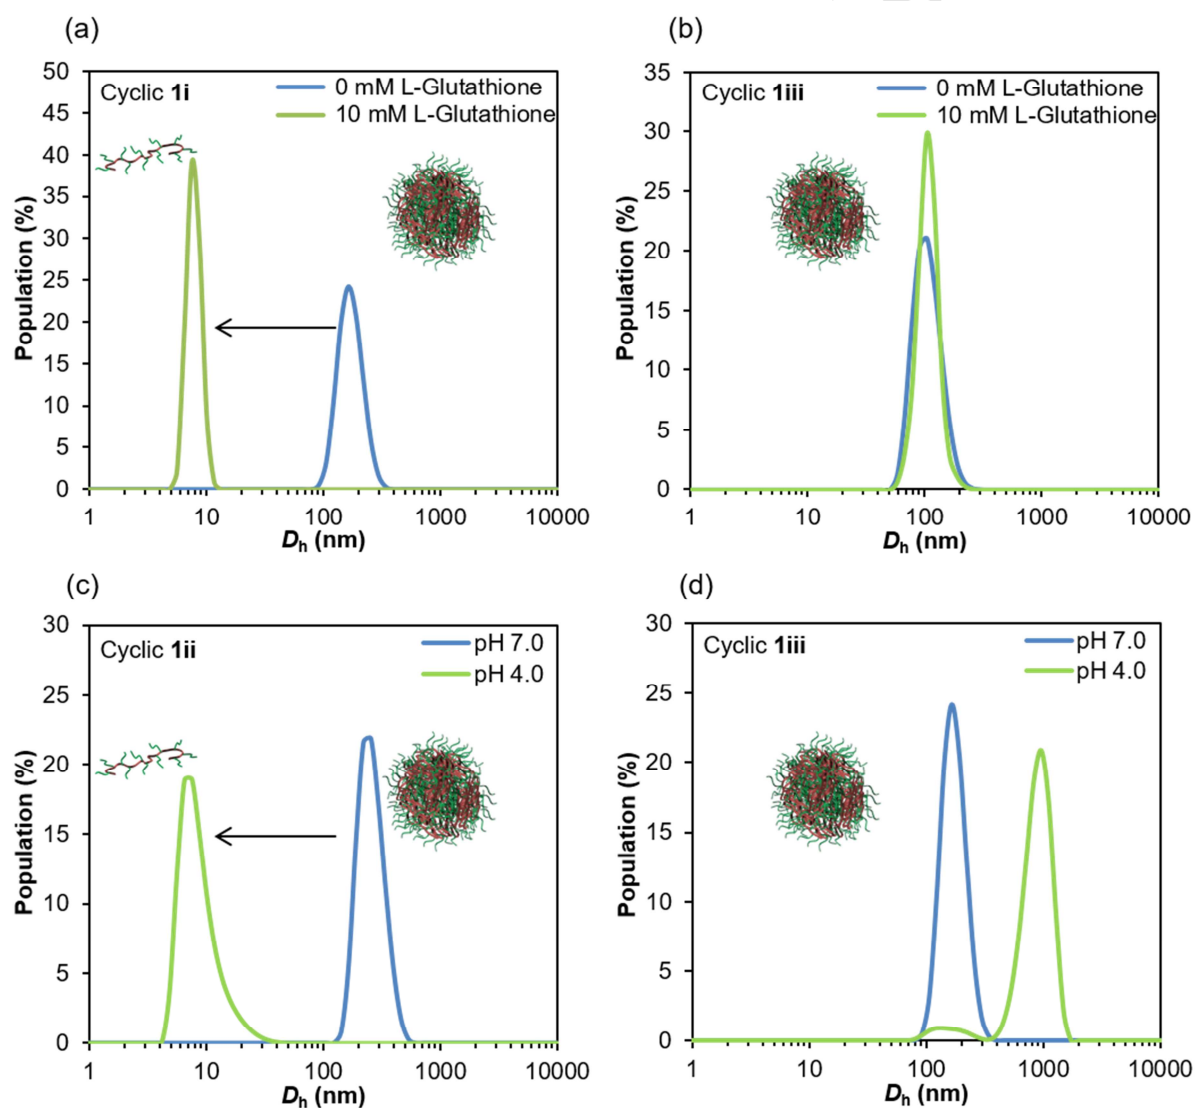 (a)
50
45
40
35
30
25
20
15
10
5
0
Population (%)
Cyclic 1i
0 mM L-Glutathione
10 mM L-Glutathione
1 10 100 1000 10000
Dh (nm)
(b)
35
30
25
20
15
10
5
0
Population (%)
Cyclic 1iii
0 mM L-Glutathione
10 mM L-Glutathione
1 10 100 1000 10000
Dh (nm)
(c)
30
25
20
15
10
5
0
Population (%)
Cyclic 1ii
pH 7.0
pH 4.0
1 10 100 1000 10000
Dh (nm)
(d)
30
25
20
15
10
5
0
Population (%)
Cyclic 1iii
pH 7.0
pH 4.0
1 10 100 1000 10000
Dh (nm)